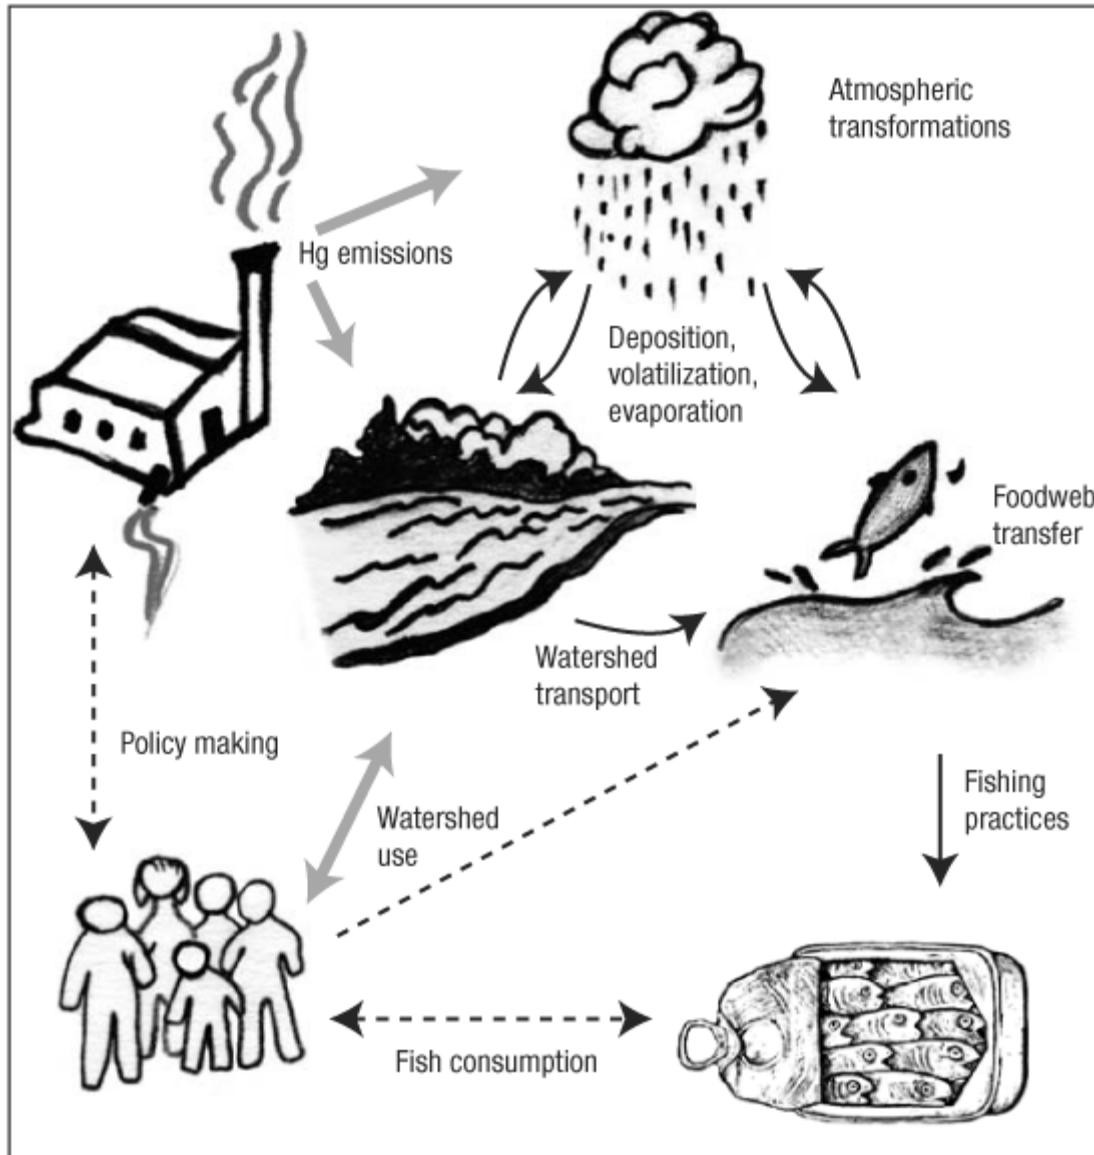 Atmospheric
transformations
Hg emissions
Deposition,
volatilization,
evaporation
Foodweb
transfer
Watershed
transport
Policy making
Watershed
use
Fishing
practices
Fish consumption